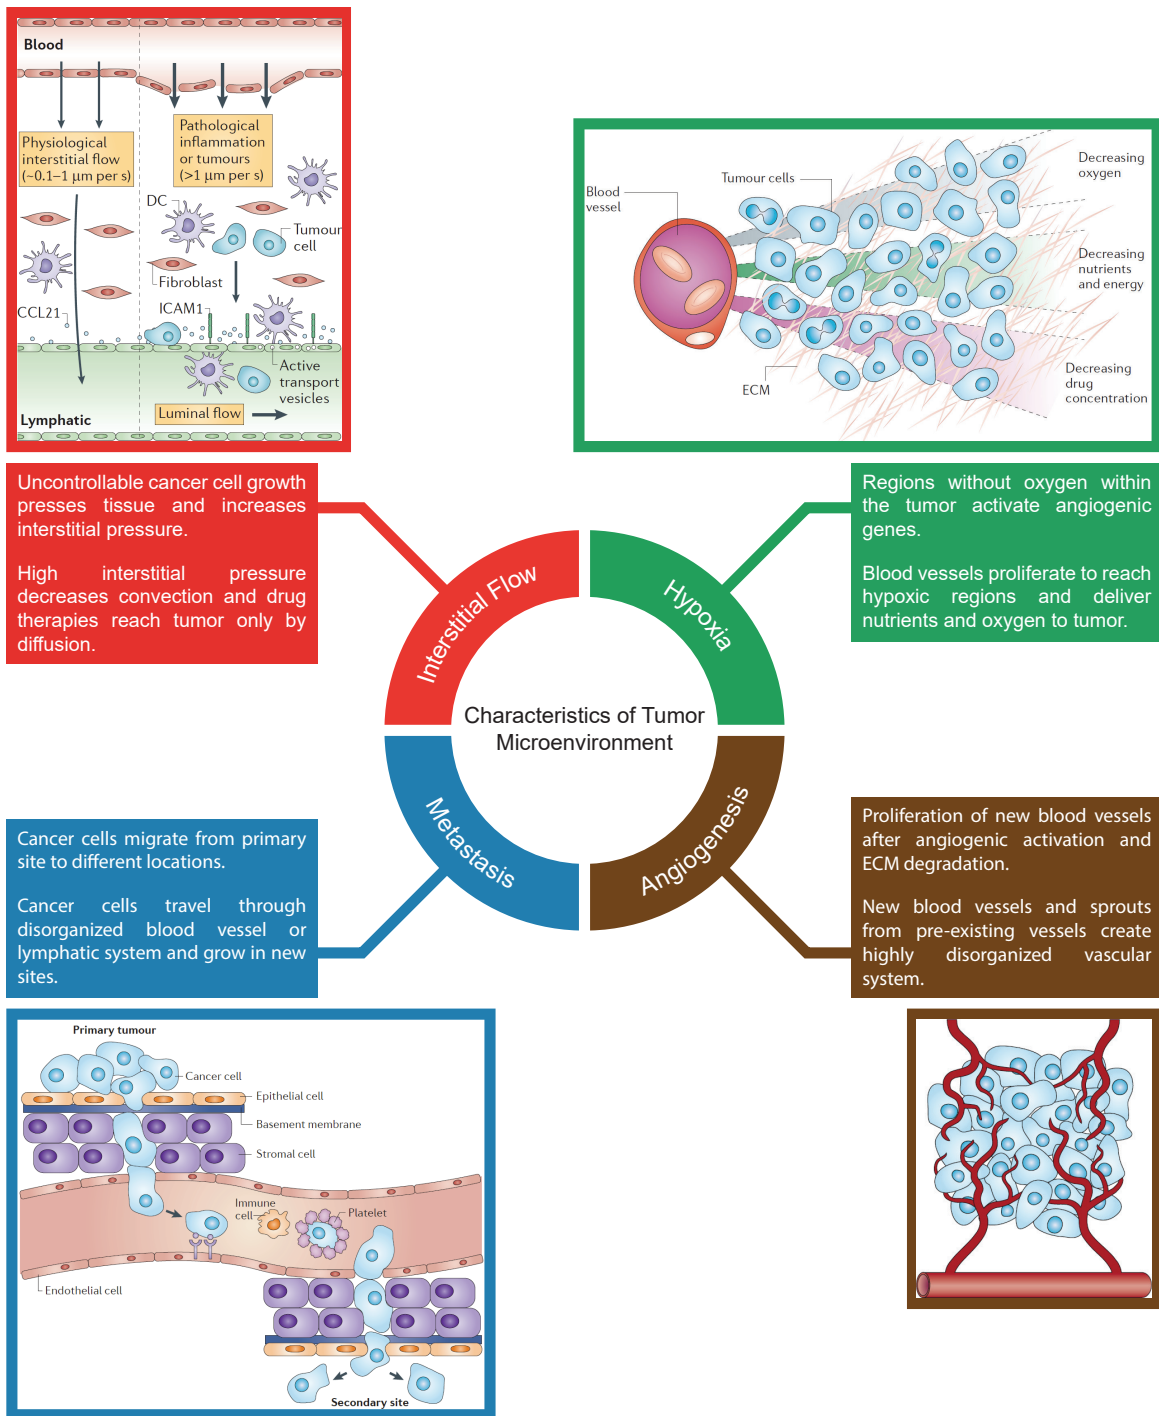 Blood
Physiological
interstitial flow
(~0.1–1 μm per s)
Pathological
inflammation
or tumours
(>1 μm per s)
DC
Tumour
cell
Fibroblast
CCL21
ICAM1
Active
transport
vesicles
Luminal flow
Lymphatic
Blood
vessel
Tumour cells
ECM
Decreasing
oxygen
Decreasing
nutrients
and energy
Decreasing
drug
concentration
Uncontrollable cancer cell growth
presses tissue and increases
interstitial pressure.
High interstitial pressure
decreases convection and drug
therapies reach tumor only by
diffusion.
Regions without oxygen within
the tumor activate angiogenic
genes.
Blood vessels proliferate to reach
hypoxic regions and deliver
nutrients and oxygen to tumor.
Interstitial Flow
Hypoxia
Characteristics of Tumor
Microenvironment
Metastasis
Angiogenesis
Cancer cells migrate from primary
site to different locations.
Cancer cells travel through
disorganized blood vessel or
lymphatic system and grow in new
sites.
Proliferation of new blood vessels
after angiogenic activation and
ECM degradation.
New blood vessels and sprouts
from pre-existing vessels create
highly disorganized vascular
system.
Primary tumour
Cancer cell
Epithelial cell
Basement membrane
Stromal cell
Immune
cell
Platelet
Endothelial cell
Secondary site